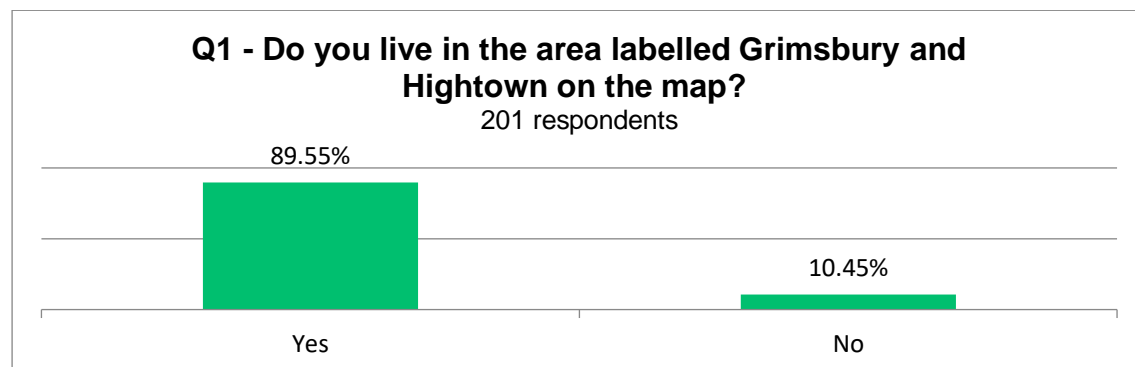 Q1 - Do you live in the area labelled Grimsbury and
Hightown on the map?
201 respondents
89.55%
10.45%
Yes
No